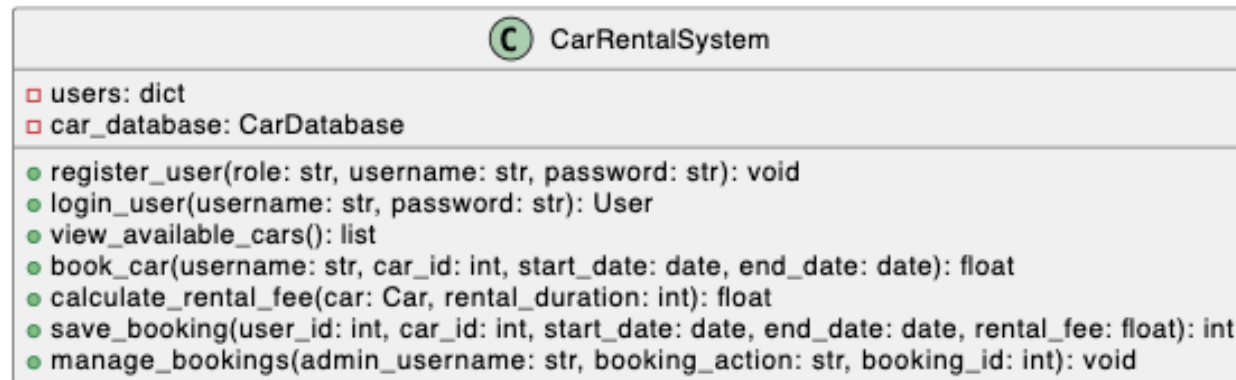 C CarRentalSystem
users: dict
car_database: CarDatabase
register_user(role: str, username: str, password: str): void
login_user(username: str, password: str): User
view_available_cars(): list
book_car(username: str, car_id: int, start_date: date, end_date: date): float
calculate_rental_fee(car: Car, rental_duration: int): float
save_booking(user_id: int, car_id: int, start_date: date, end_date: date, rental_fee: float): int
manage_bookings(admin_username: str, booking_action: str, booking_id: int): void